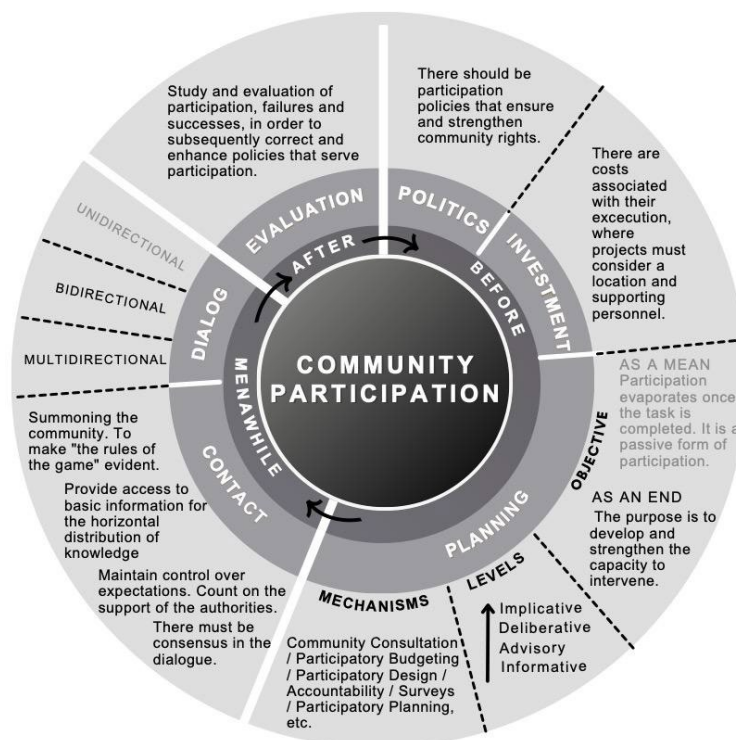 COMMUNITY
PARTICIPATION
BEFORE
MENAWHILE
AFTER
POLITICS
There should be
participation
policies that ensure
and strengthen
community rights.
INVESTMENT
There are
costs
associated
with their
excecution,
where
projects must
consider a
location and
supporting
personnel.
PLANNING
OBJECTIVE
AS A MEAN
Participation
evaporates once
the task is
completed. It is a
passive form of
participation.
AS AN END
The purpose is to
develop and
strengthen the
capacity to
intervene.
LEVELS
Implicative
Deliberative
Advisory
Informative
MECHANISMS
Community Consultation
/ Participatory Budgeting
/ Participatory Design /
Accountability / Surveys
/ Participatory Planning,
etc.
CONTACT
Summoning the
community. To
make "the rules of
the game" evident.
Provide access to
basic information for
the horizontal
distribution of
knowledge
Maintain control over
expectations. Count on the
support of the authorities.
There must be
consensus in the
dialogue.
DIALOG
MULTIDIRECTIONAL
BIDIRECTIONAL
UNIDIRECTIONAL
EVALUATION
Study and evaluation of
participation, failures and
successes, in order to
subsequently correct and
enhance policies that serve
participation.